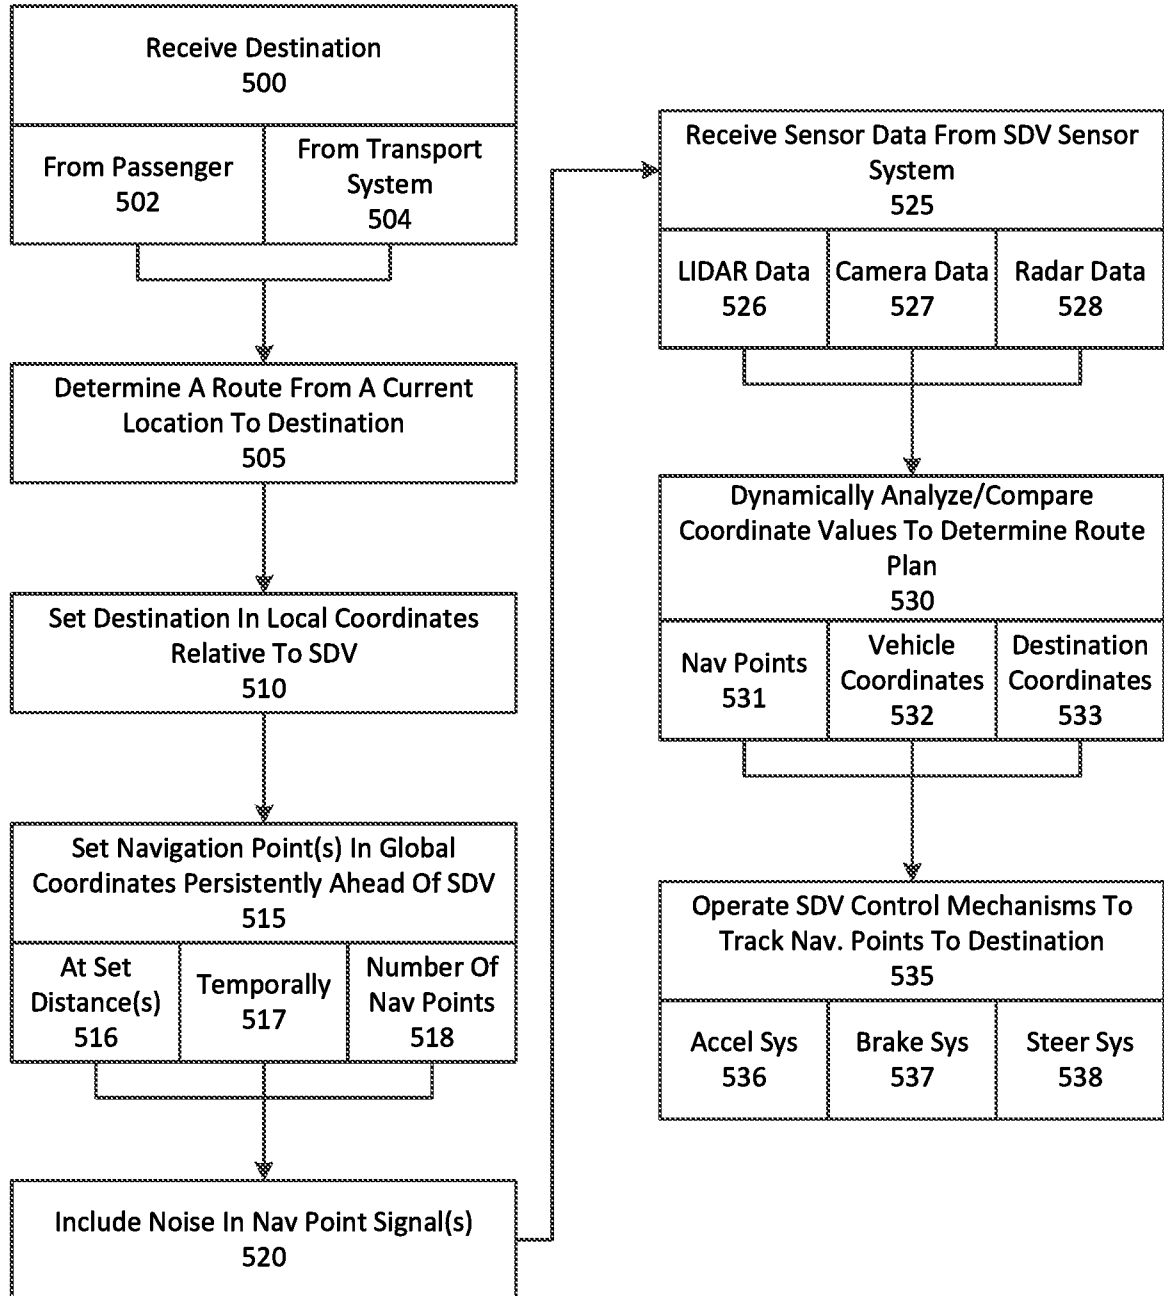 Receive Destination
500
From Passenger
502
From Transport
System
504
Determine A Route From A Current
Location To Destination
505
Set Destination In Local Coordinates
Relative To SDV
510
Set Navigation Point(s) In Global
Coordinates Persistently Ahead Of SDV
515
At Set
Distance(s)
516
Temporally
517
Number Of
Nav Points
518
Include Noise In Nav Point Signal(s)
520
Receive Sensor Data From SDV Sensor
System
525
LIDAR Data
526
Camera Data
527
Radar Data
528
Dynamically Analyze/Compare
Coordinate Values To Determine Route
Plan
530
Nav Points
531
Vehicle
Coordinates
532
Destination
Coordinates
533
Operate SDV Control Mechanisms To
Track Nav. Points To Destination
535
Accel Sys
536
Brake Sys
537
Steer Sys
538